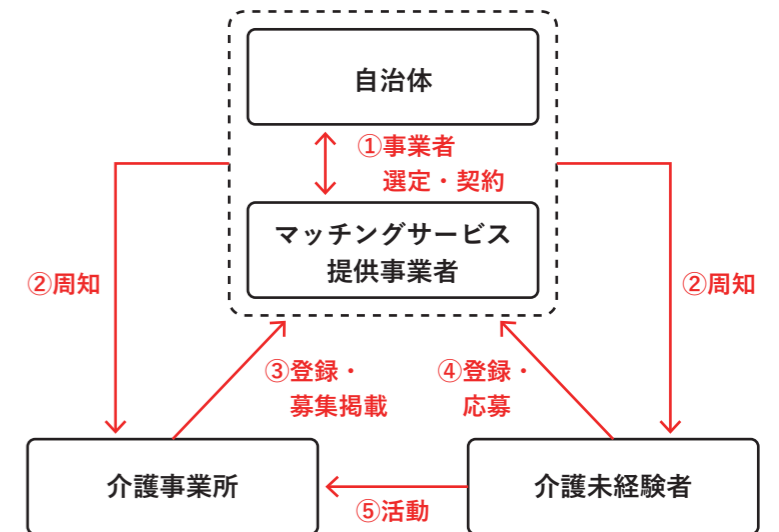 自治体
①事業者
選定・契約
マッチングサービス
提供事業者
②周知
②周知
③登録・
募集掲載
④登録・
応募
介護事業所
介護未経験者
⑤活動